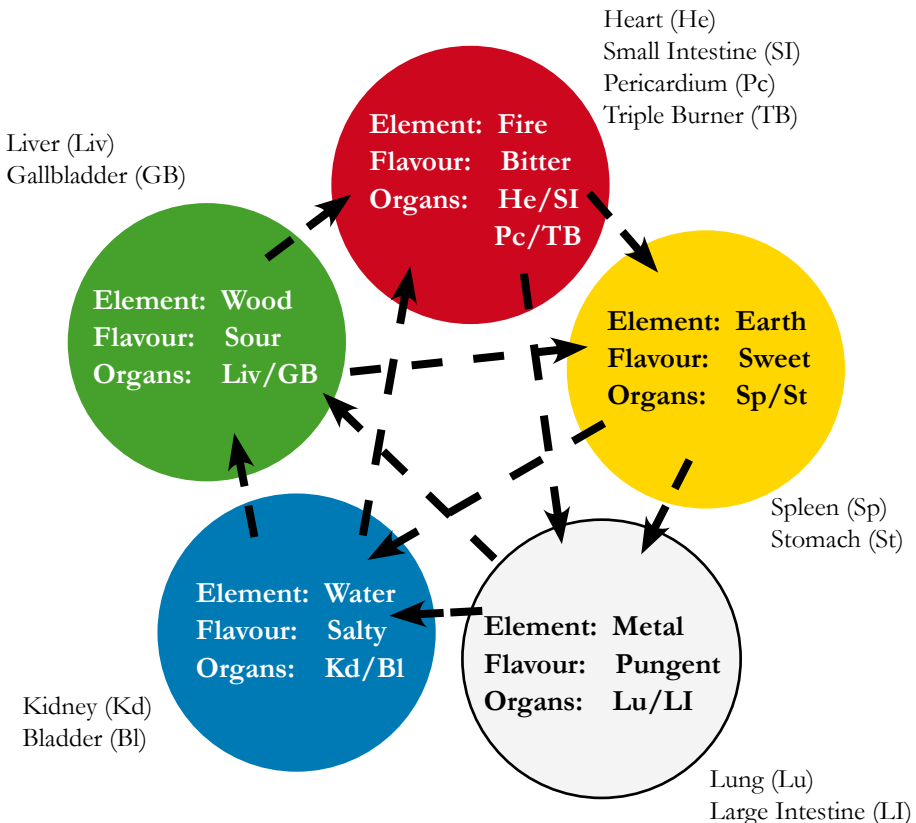 Heart (He)
Small Intestine (SI)
Pericardium (Pc)
Triple Burner (TB)
Liver (Liv)
Gallbladder (GB)
Element: Fire
Flavour: Bitter
Organs: He/SI
Pc/TB
Element: Wood
Flavour: Sour
Organs: Liv/GB
Element: Earth
Flavour: Sweet
Organs: Sp/St
Spleen (Sp)
Stomach (St)
Element: Water
Flavour: Salty
Organs: Kd/Bl
Element: Metal
Flavour: Pungent
Organs: Lu/LI
Kidney (Kd)
Bladder (Bl)
Lung (Lu)
Large Intestine (LI)